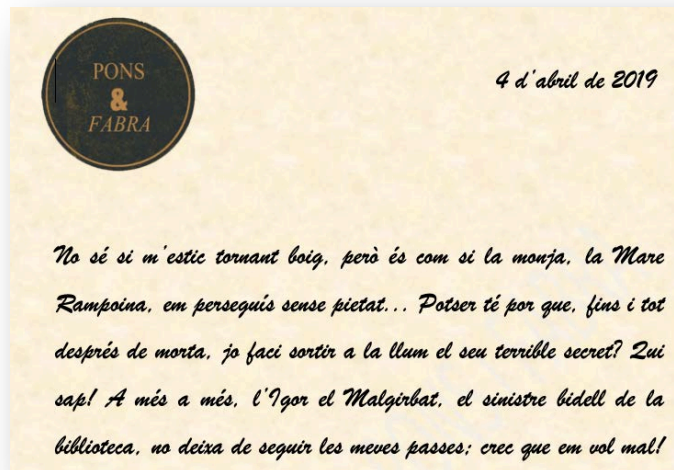 PONS
&
FABRA
4 d'abril de 2019
No sé si m'estic tornant boig, però és com si la monja, la Mare
Rampoina, em perseguís sense pietat... Potser té por que, fins i tot
després de morta, jo faci sortir a la llum el seu terrible secret? Qui
sap! A més a més, l'Igor el Malgirbat, el sinistre bidell de la
biblioteca, no deixa de seguir les meves passes; crec que em vol mal!